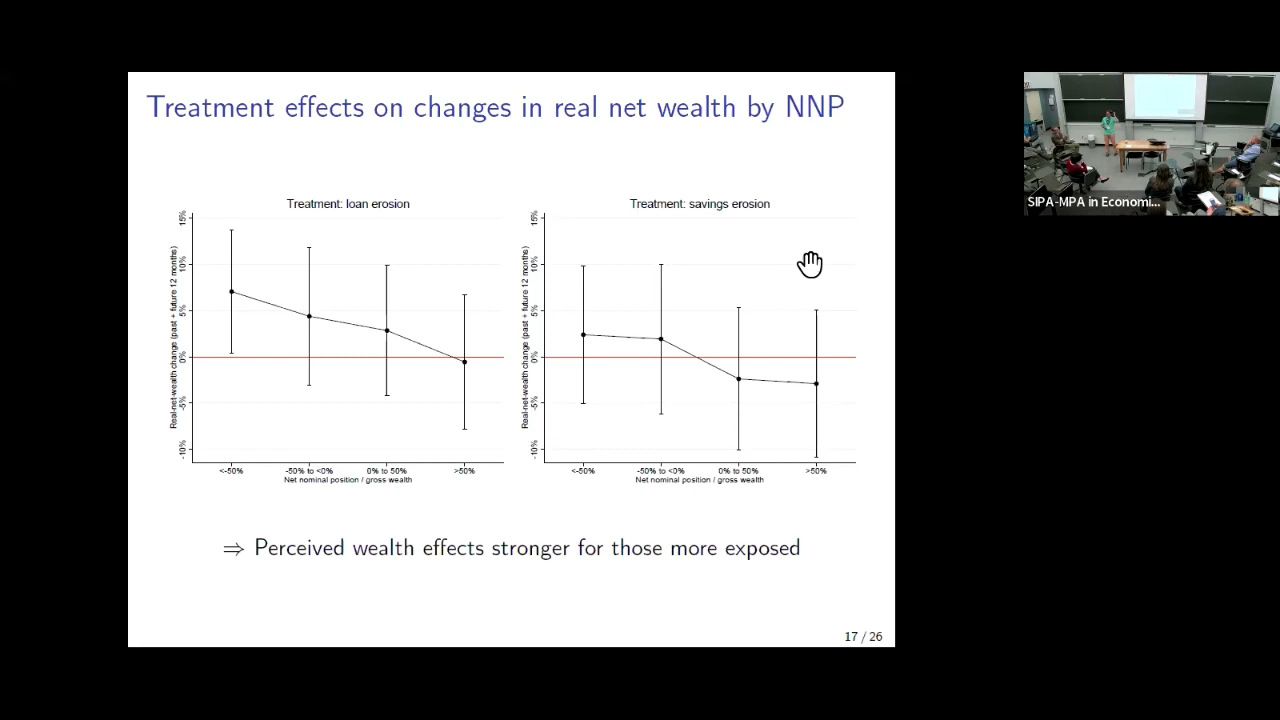 Treatment effects on changes in real net wealth by NNP
Treatment: loan erosion
Real-net-wealth change (past + future 12 months)
15%
10%
5%
0%
-5%
-10%
<-50%
-50% to <0%
0% to 50%
>50%
Net nominal position / gross wealth
Treatment: savings erosion
Real-net-wealth change (past + future 12 months)
15%
10%
5%
0%
-5%
-10%
<-50%
-50% to <0%
0% to 50%
>50%
Net nominal position / gross wealth
⇒ Perceived wealth effects stronger for those more exposed
17 / 26
SIPA-MPA in Economi...